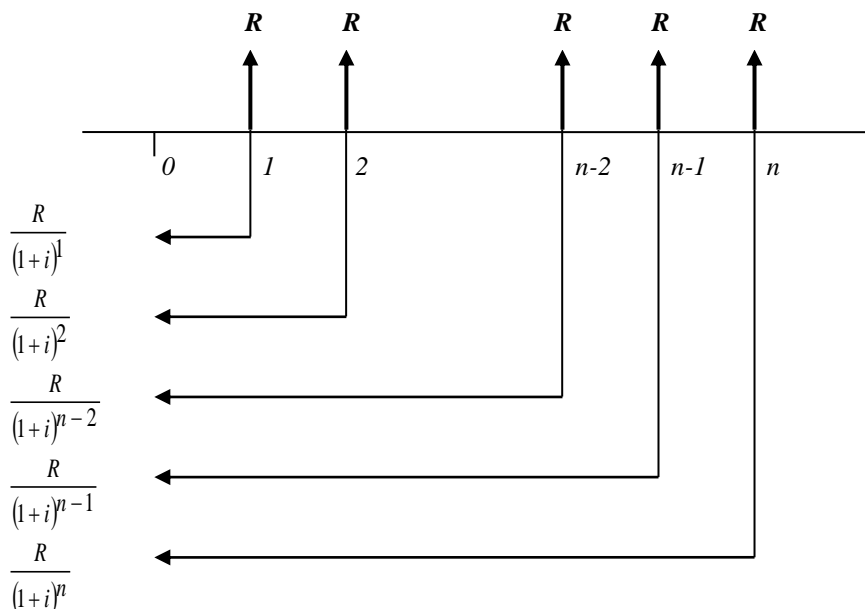 R R R R R
0 1 2 n-2 n-1 n
R
(1+i)^1
R
(1+i)^2
R
(1+i)^{n-2}
R
(1+i)^{n-1}
R
(1+i)^n